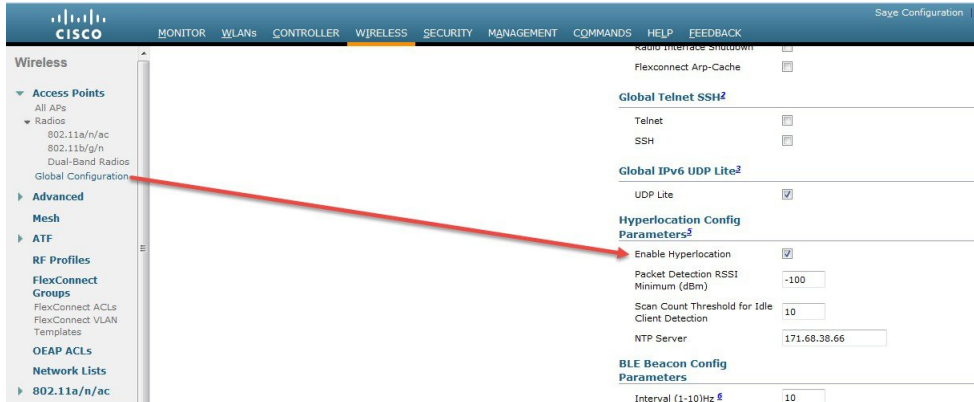 Save Configuration
CISCO
MONITOR WLANs CONTROLLER WIRELESS SECURITY MANAGEMENT COMMANDS HELP FEEDBACK
Wireless
Access Points
All APs
Radios
802.11a/n/ac
802.11b/g/n
Dual-Band Radios
Global Configuration
Advanced
Mesh
ATF
RF Profiles
FlexConnect
Groups
FlexConnect ACLs
FlexConnect VLAN
Templates
OEAP ACLs
Network Lists
802.11a/n/ac
Radio Interface Shutdown
Flexconnect Arp-Cache
Global Telnet SSH2
Telnet
SSH
Global IPv6 UDP Lite3
UDP Lite
Hyperlocation Config
Parameters5
Enable Hyperlocation
Packet Detection RSSI
Minimum (dBm) -100
Scan Count Threshold for Idle
Client Detection 10
NTP Server 171.68.38.66
BLE Beacon Config
Parameters
Interval (1-10)Hz 6 10